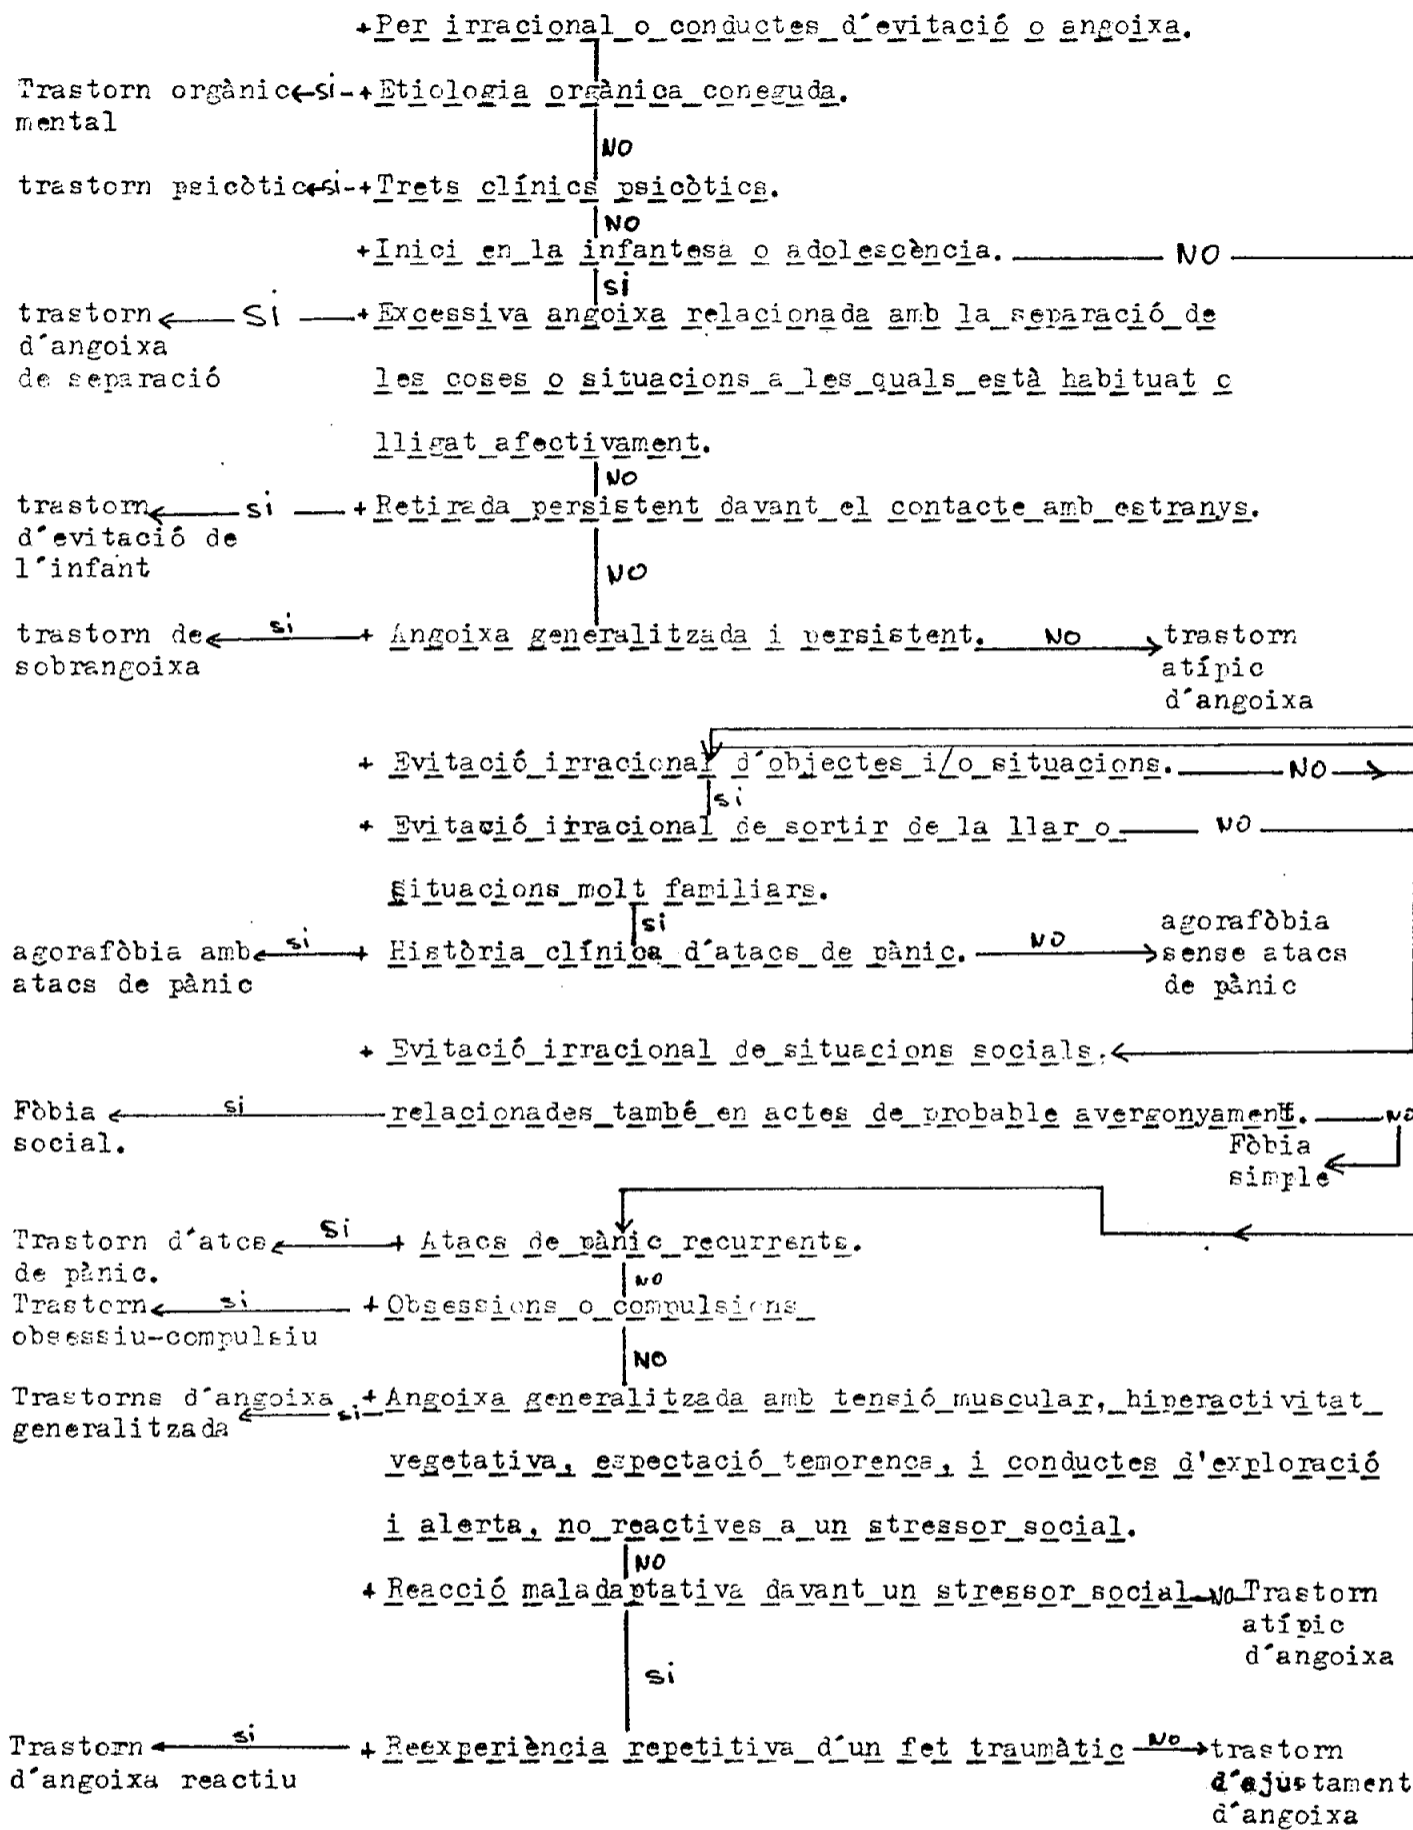 +Per irracional o conductes d´evitació o angoixa.
Trastorn orgànic si + Etiologia orgànica coneguda.
mental
NO
trastorn psicòtic si + Trets clínics psicòtics.
NO
+Inici en la infantesa o adolescència. NO
si
trastorn SI + Excessiva angoixa relacionada amb la separació de
d´angoixa
de separació les coses o situacions a les quals està habituat c
lligat afectivament.
NO
trastorn si + Retirada persistent davant el contacte amb estranys.
d´evitació de
l´infant
NO
trastorn de si + Angoixa generalitzada i persistent. NO trastorn
sobrangoixa atípic
d´angoixa
+ Evitació irracional d´objectes i/o situacions. NO
si
+ Evitació irracional de sortir de la llar o NO
situacions molt familiars.
si
agorafòbia amb si + Història clínica d´atacs de pànic. NO agorafòbia
atacs de pànic sense atacs
de pànic
+ Evitació irracional de situacions socials.
Fòbia si relacionades també en actes de probable avergonyament. NO
social. Fòbia
simple
Trastorn d´atcs si + Atacs de pànic recurrents.
de pànic.
NO
Trastorn si + Obsessions o compulsions
obsessiu-compulsiu
NO
Trastorns d´angoixa si + Angoixa generalitzada amb tensió muscular, hiperactivitat
generalitzada
vegetativa, espectació temorenca, i conductes d'exploració
i alerta, no reactives a un stressor social.
NO
+ Reacció maladaptativa davant un stressor social NO Trastorn
atípic
d´angoixa
si
Trastorn si + Reexperiència repetitiva d´un fet traumàtic NO trastorn
d´angoixa reactiu d´ajustament
d´angoixa